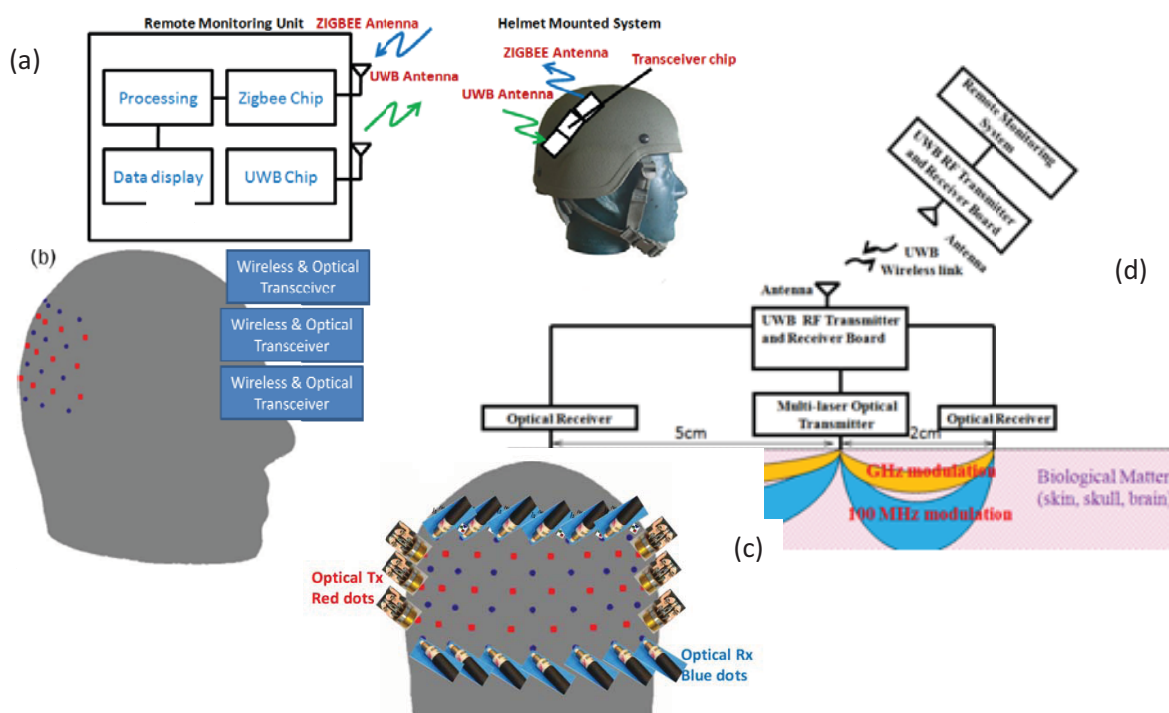 (a)
Remote Monitoring Unit
ZIGBEE Antenna
Processing
Zigbee Chip
UWB Antenna
Data display
UWB Chip
Helmet Mounted System
ZIGBEE Antenna
Transceiver chip
UWB Antenna
(b)
Wireless & Optical
Transceiver
Wireless & Optical
Transceiver
Wireless & Optical
Transceiver
(d)
Remote Monitoring
System
UWB RF Transmitter
and Receiver Board
Antenna
UWB
Wireless link
Antenna
UWB RF Transmitter
and Receiver Board
Optical Receiver
Multi-laser Optical
Transmitter
Optical Receiver
5cm
2cm
GHz modulation
100 MHz modulation
Biological Matter
(skin, skull, brain)
(c)
Optical Tx
Red dots
Optical Rx
Blue dots